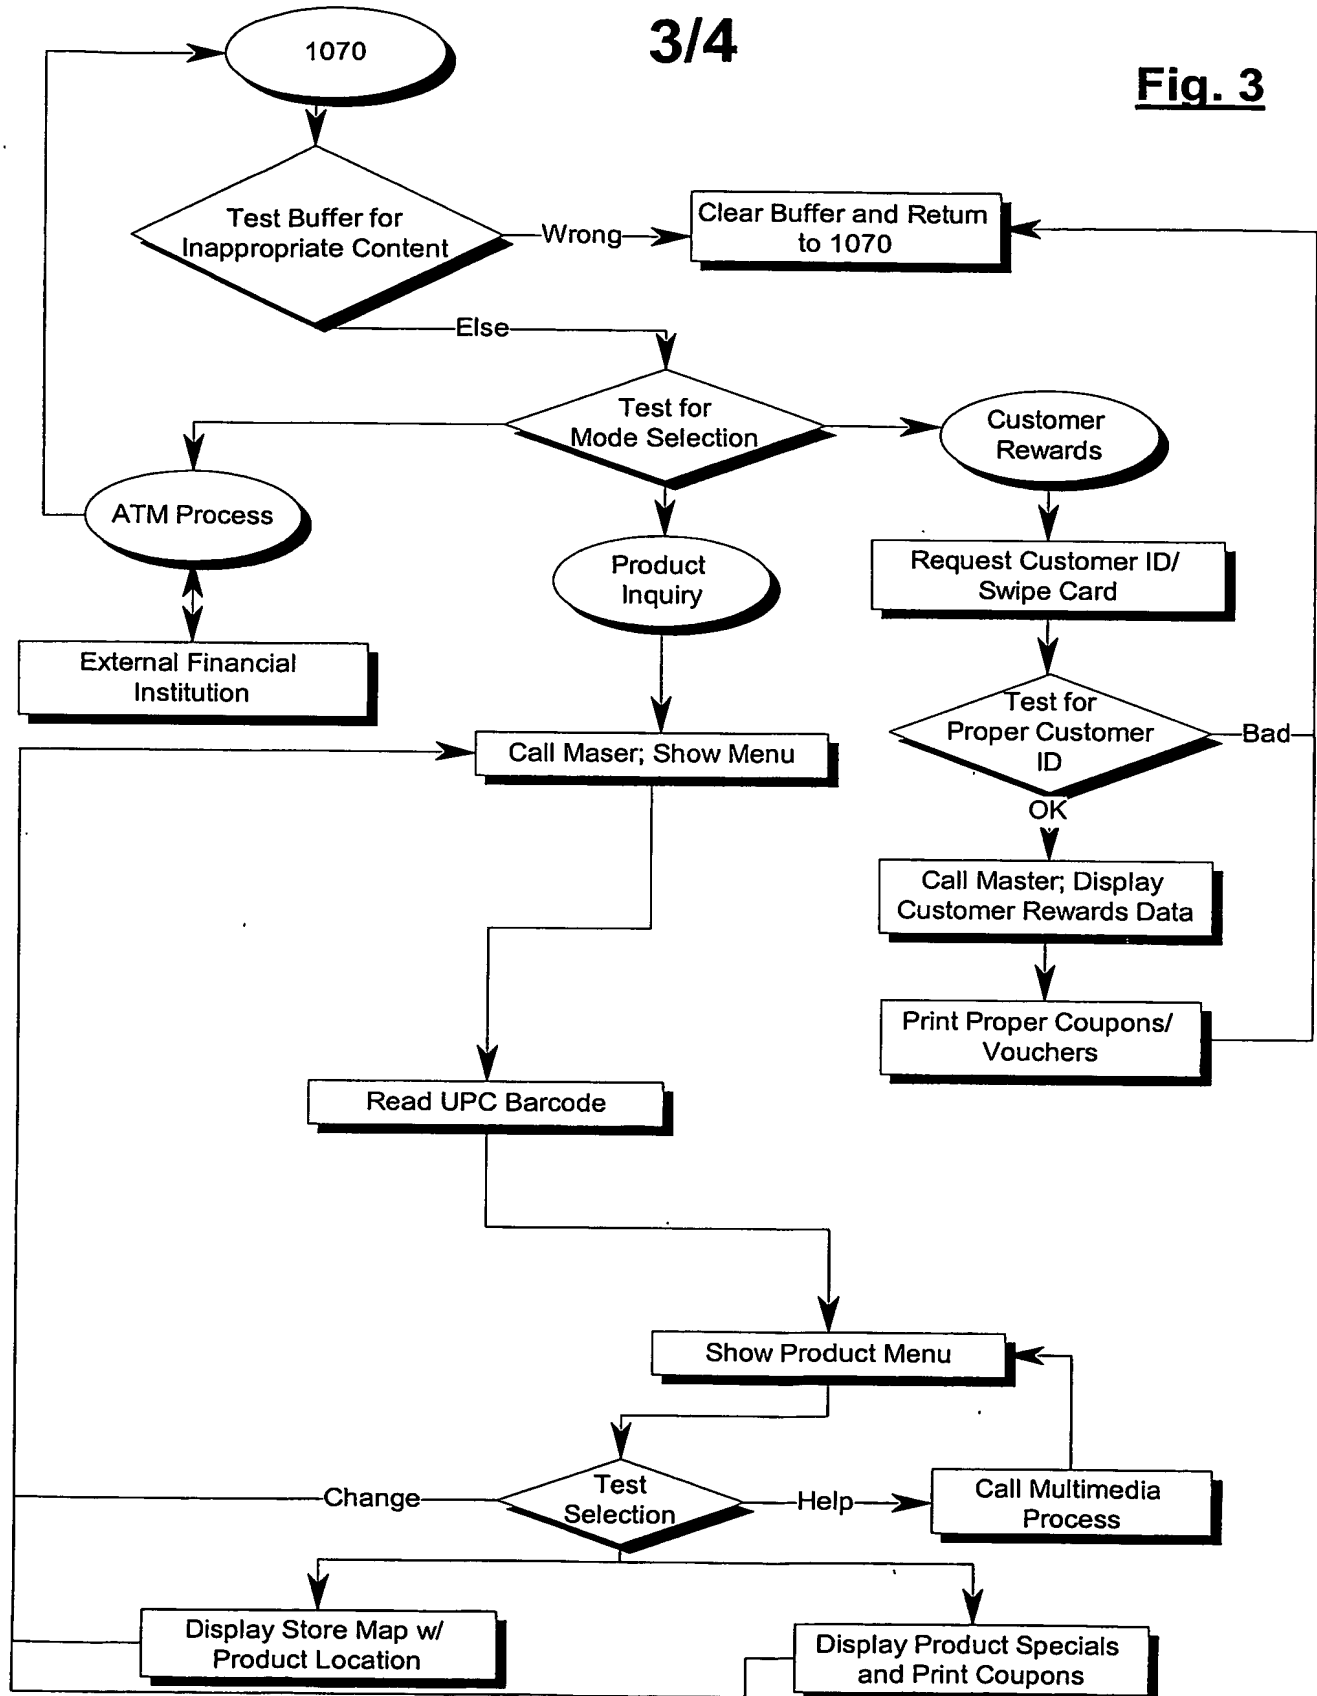 3/4
Fig. 3
1070
Test Buffer for
Inappropriate Content
Wrong
Clear Buffer and Return
to 1070
Else
Test for
Mode Selection
Customer
Rewards
ATM Process
Product
Inquiry
Request Customer ID/
Swipe Card
External Financial
Institution
Test for
Proper Customer
ID
Bad
Call Maser; Show Menu
OK
Call Master; Display
Customer Rewards Data
Print Proper Coupons/
Vouchers
Read UPC Barcode
Show Product Menu
Change
Test
Selection
Help
Call Multimedia
Process
Display Store Map w/
Product Location
Display Product Specials
and Print Coupons